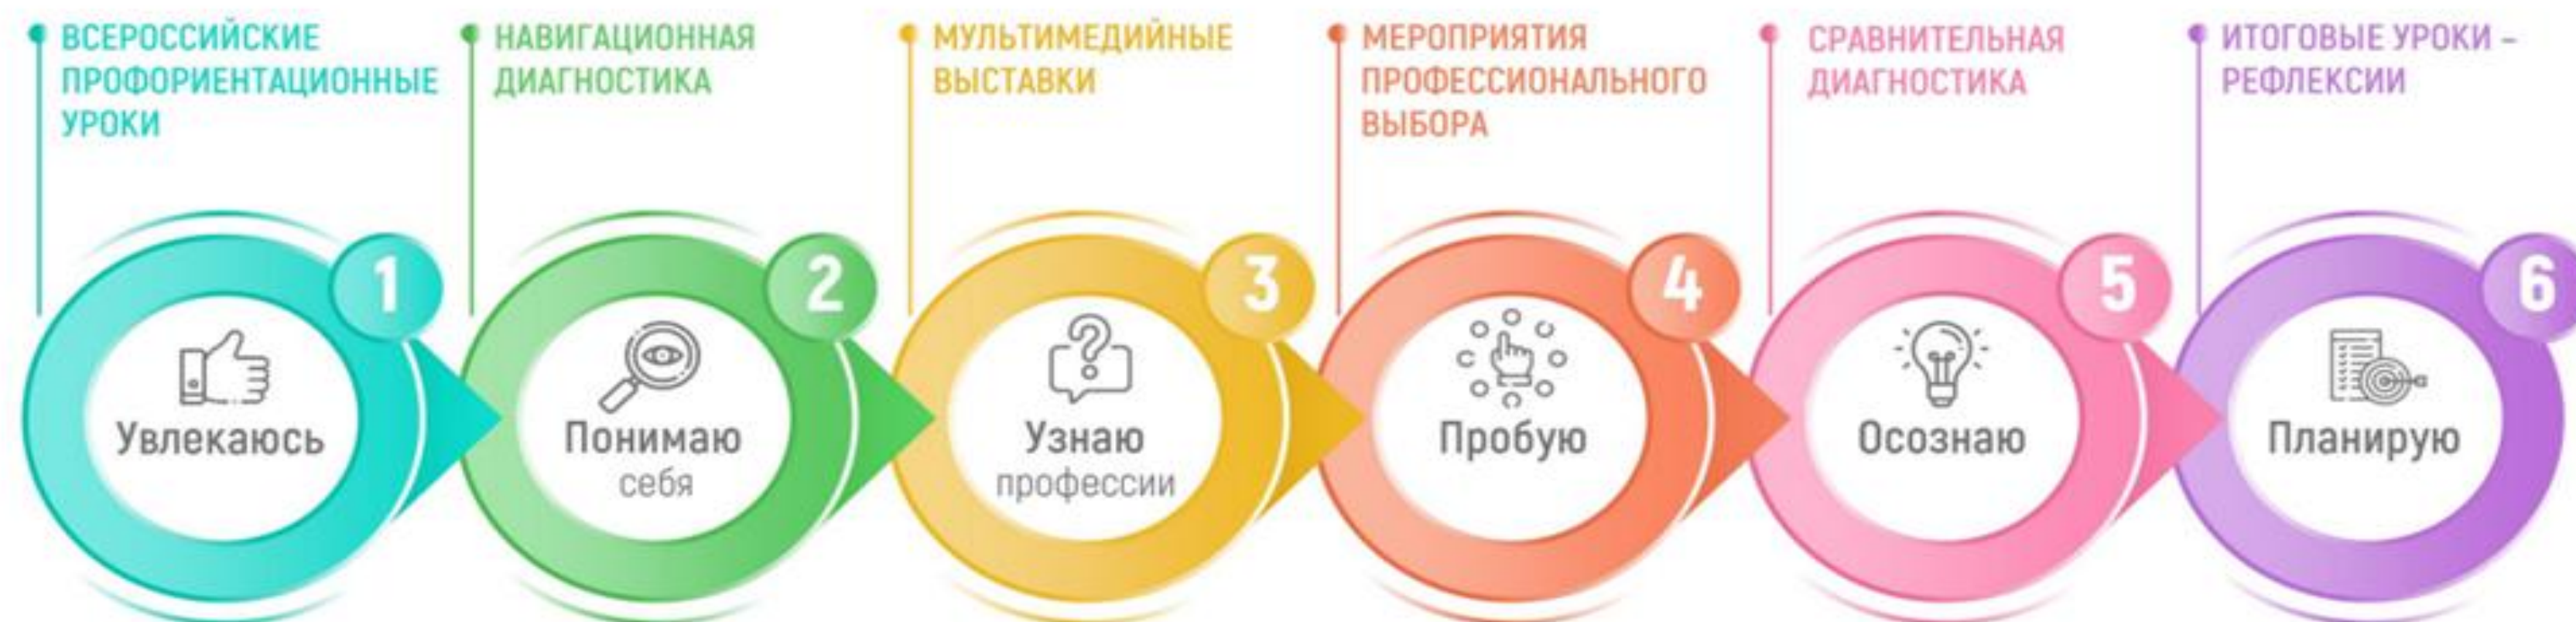 ВСЕРОССИЙСКИЕ
ПРОФОРИЕНТАЦИОННЫЕ
УРОКИ
1
Увлекаюсь
НАВИГАЦИОННАЯ
ДИАГНОСТИКА
2
Понимаю
себя
МУЛЬТИМЕДИЙНЫЕ
ВЫСТАВКИ
3
Узнаю
профессии
МЕРОПРИЯТИЯ
ПРОФЕССИОНАЛЬНОГО
ВЫБОРА
4
Пробую
СРАВНИТЕЛЬНАЯ
ДИАГНОСТИКА
5
Осознаю
ИТОГОВЫЕ УРОКИ –
РЕФЛЕКСИИ
6
Планирую